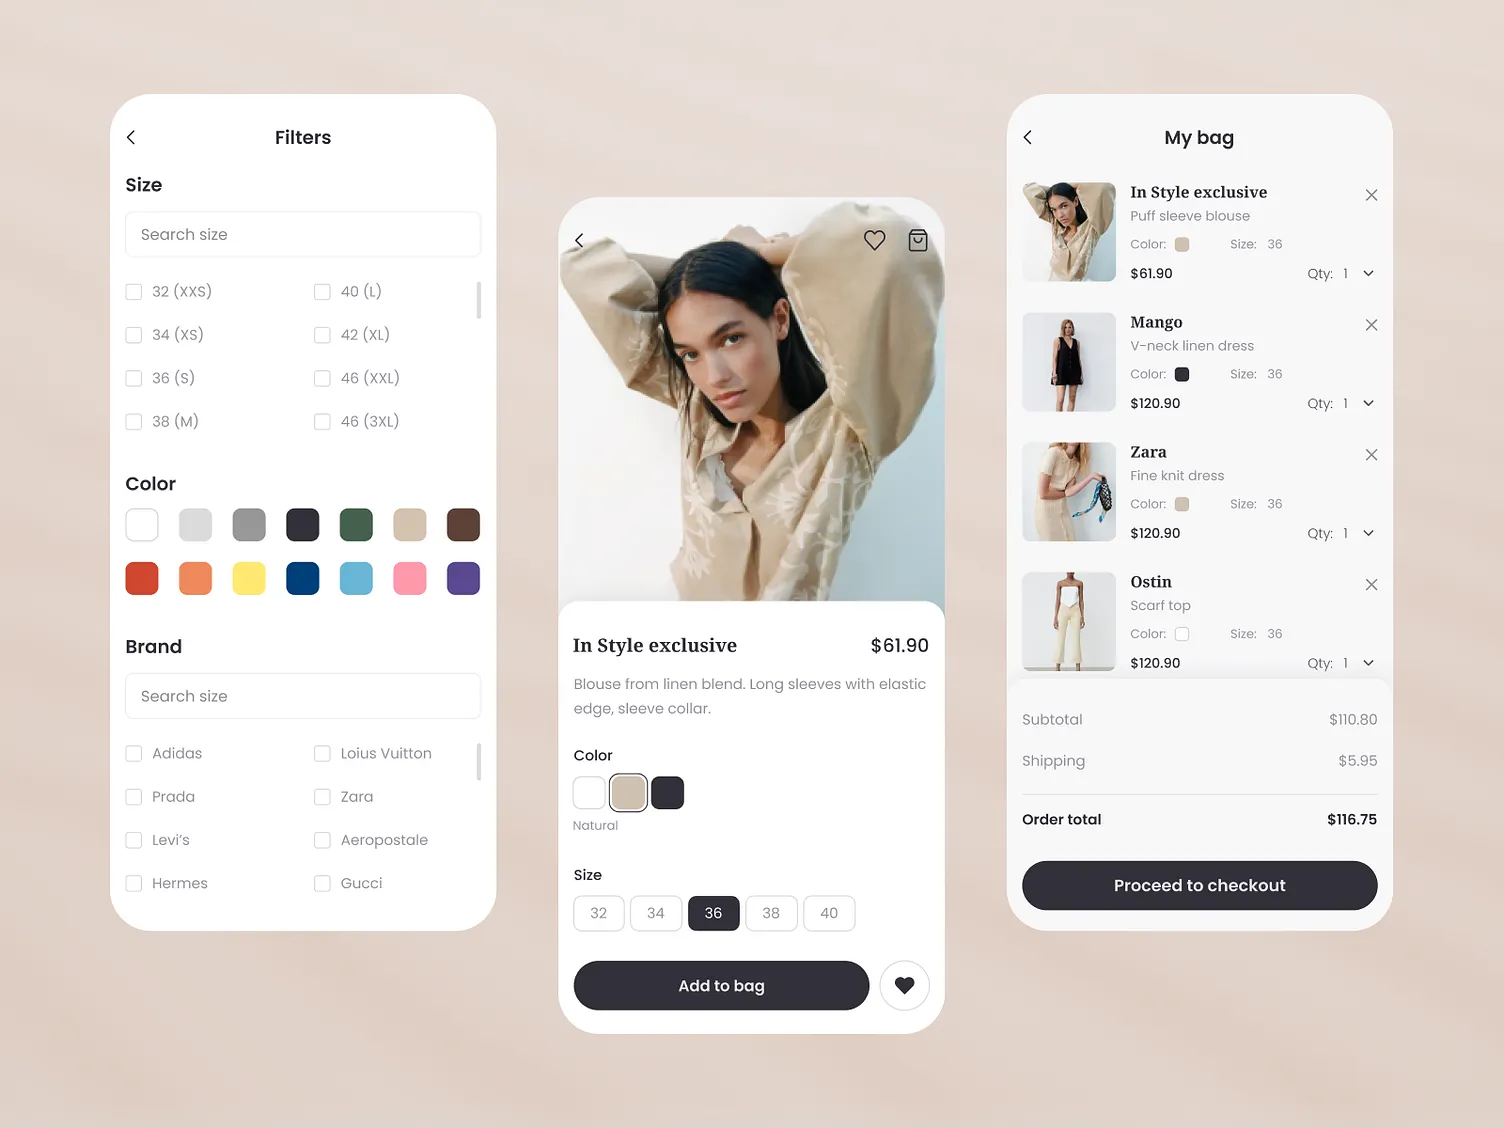 Filters
Size
Search size
32 (XXS) 40 (L)
34 (XS) 42 (XL)
36 (S) 46 (XXL)
38 (M) 46 (3XL)
Color
Brand
Search size
Adidas Loius Vuitton
Prada Zara
Levi's Aeropostale
Hermes Gucci
In Style exclusive $61.90
Blouse from linen blend. Long sleeves with elastic
edge, sleeve collar.
Color
Natural
Size
32 34 36 38 40
Add to bag
My bag
In Style exclusive
Puff sleeve blouse
Color: Size: 36
$61.90 Qty: 1
Mango
V-neck linen dress
Color: Size: 36
$120.90 Qty: 1
Zara
Fine knit dress
Color: Size: 36
$120.90 Qty: 1
Ostin
Scarf top
Color: Size: 36
$120.90 Qty: 1
Subtotal $110.80
Shipping $5.95
Order total $116.75
Proceed to checkout